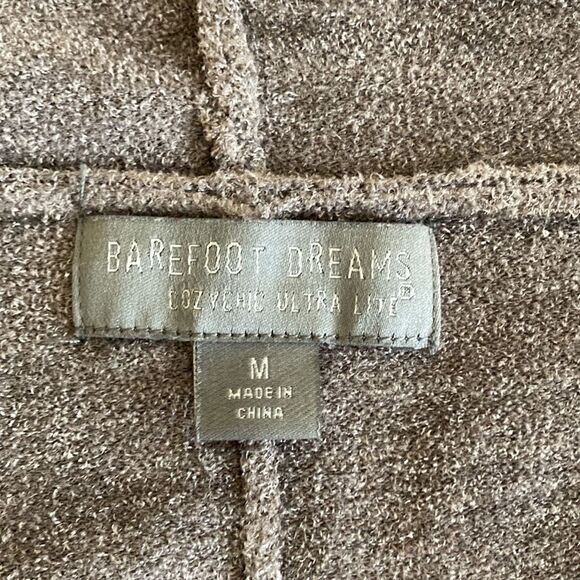 BAREFOOT DREAMS®
COZYCHIC ULTRA LITE
M
MADE IN
CHINA